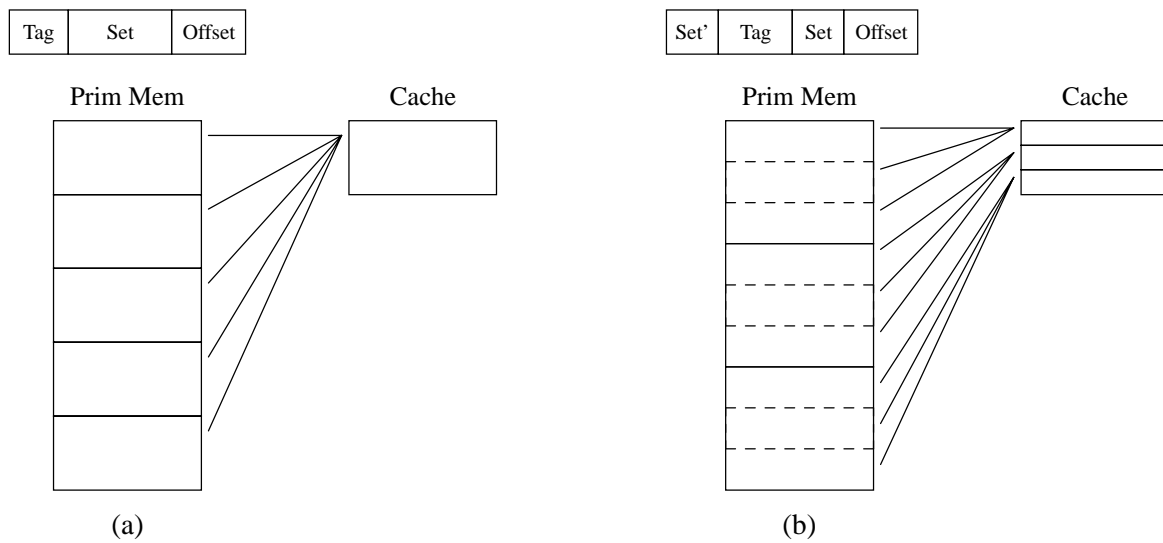 Tag Set Offset
Prim Mem Cache
(a)
Set’ Tag Set Offset
Prim Mem Cache
(b)